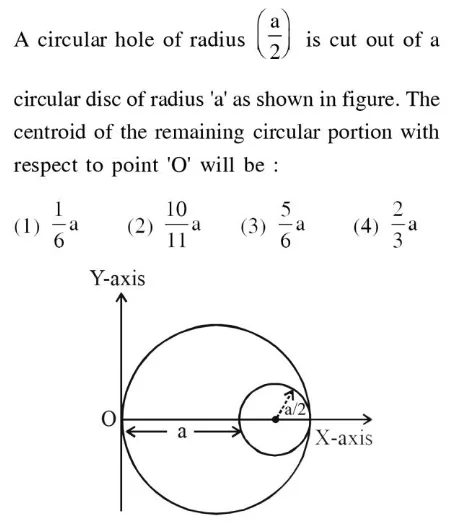 A circular hole of radius (a/2) is cut out of a
circular disc of radius 'a' as shown in figure. The
centroid of the remaining circular portion with
respect to point 'O' will be :
(1) 1/6 a (2) 10/11 a (3) 5/6 a (4) 2/3 a
Y-axis
O
a/2
a
X-axis